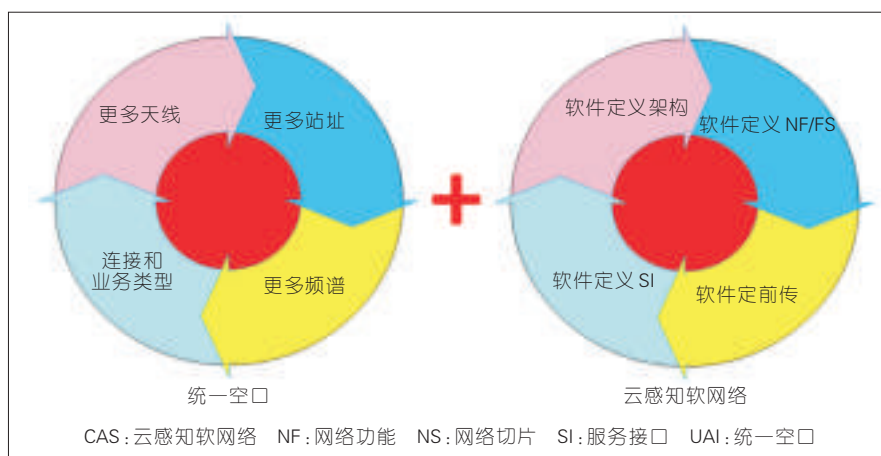 更多天线
更多站址
连接和
业务类型
更多频谱
统一空口
+
软件定义架构
软件定义 NF/FS
软件定义 SI
软件定前传
云感知软网络
CAS:云感知软网络 NF:网络功能 NS:网络切片 SI:服务接口 UAI:统一空口